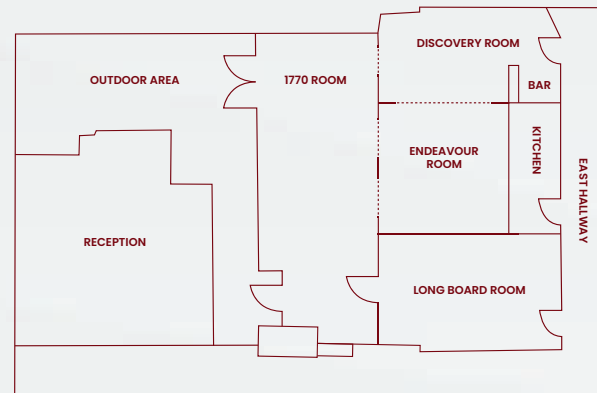 DISCOVERY ROOM
OUTDOOR AREA
1770 ROOM
BAR
ENDEAVOUR
ROOM
KITCHEN
EAST HALLWAY
RECEPTION
LONG BOARD ROOM